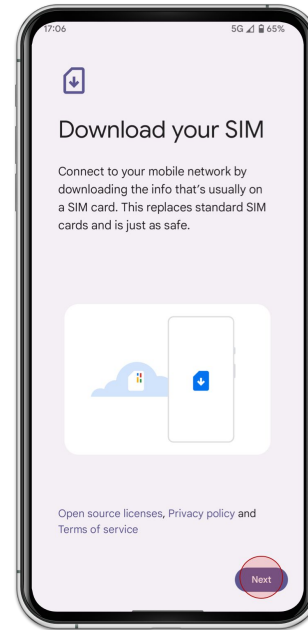 17:06 5G 65%
Download your SIM
Connect to your mobile network by
downloading the info that's usually on
a SIM card. This replaces standard SIM
cards and is just as safe.
Open source licenses, Privacy policy and
Terms of service
Next